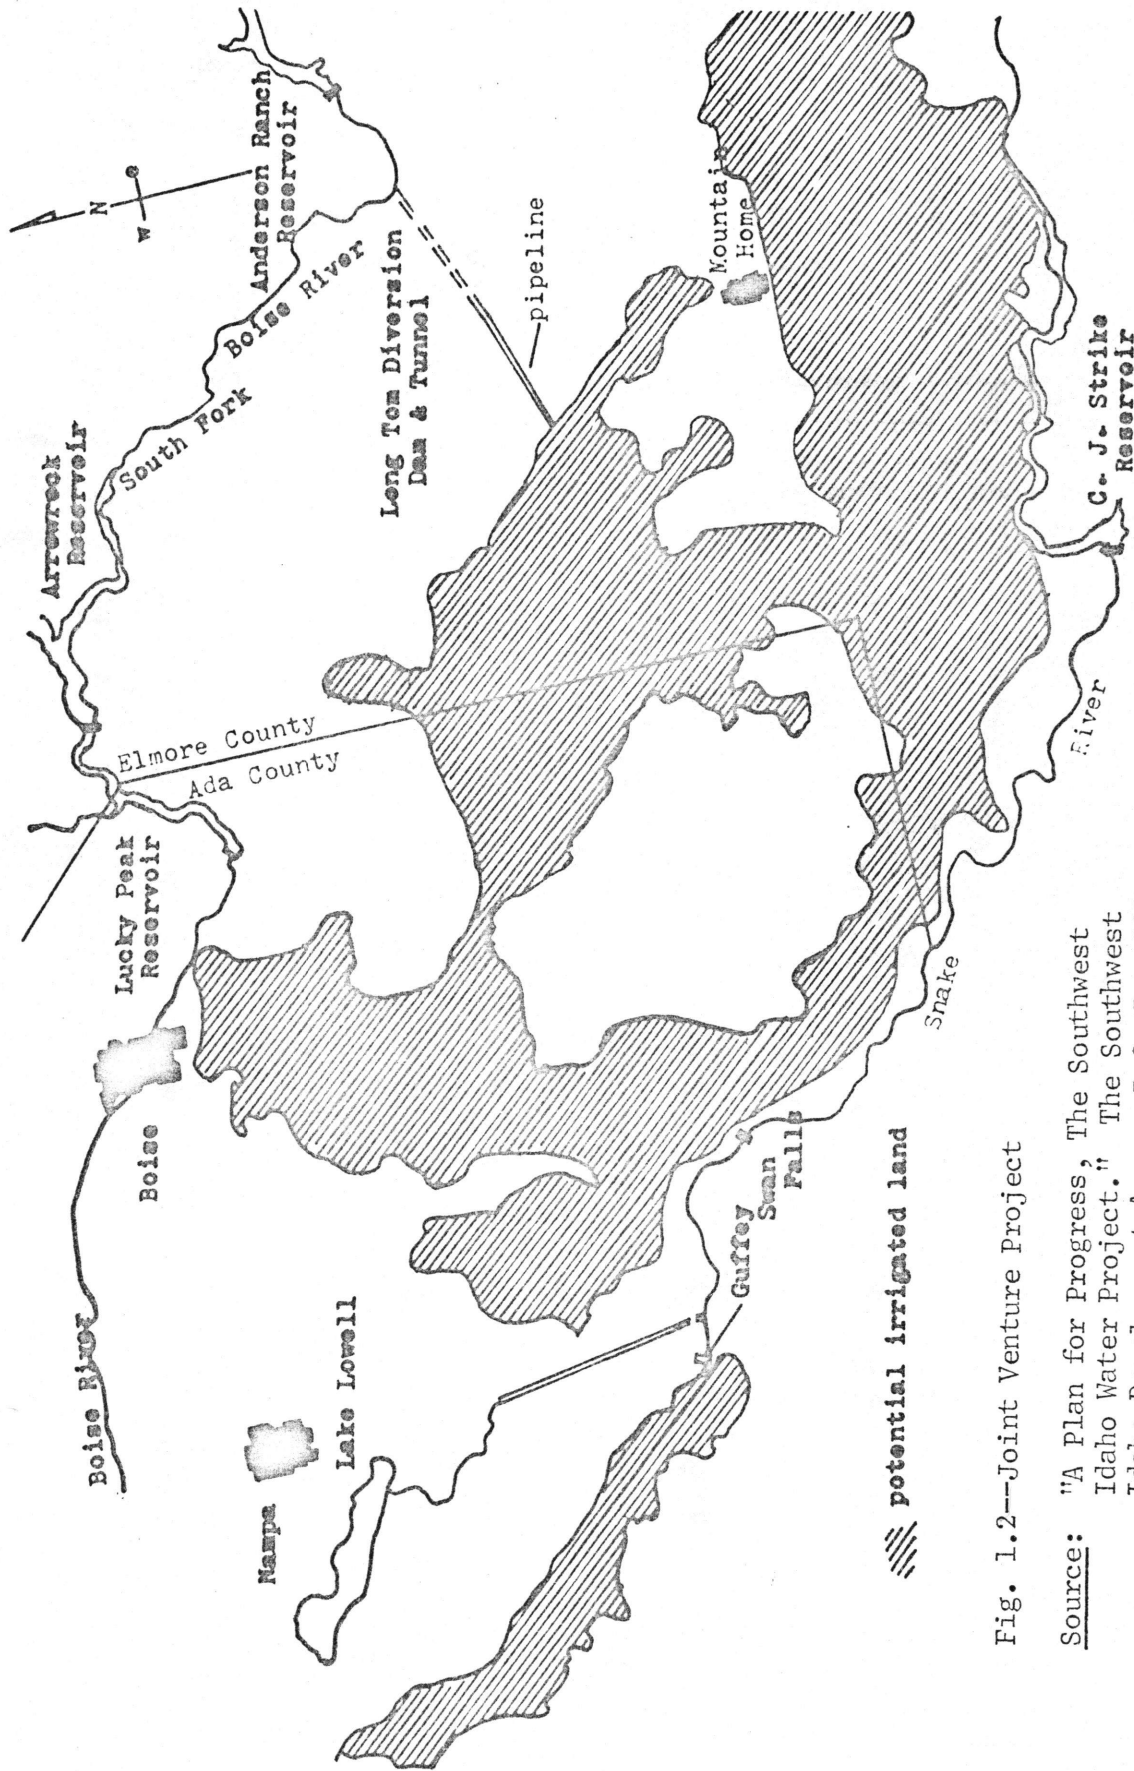 Arrowrock
Reservoir
Anderson Ranch
Reservoir
N
W
e
South Fork
Boise River
Elmore County
Ada County
Lucky Peak
Reservoir
Long Tom Diversion
Dam & Tunnel
pipeline
Mountain
Home
Boise River
Boise
Nampa
Lake Lowell
Guffey
Swan
Falls
Snake
River
C. J. Strike
Reservoir
potential irrigated land
Fig. 1.2--Joint Venture Project
Source: "A Plan for Progress, The Southwest
Idaho Water Project." The Southwest